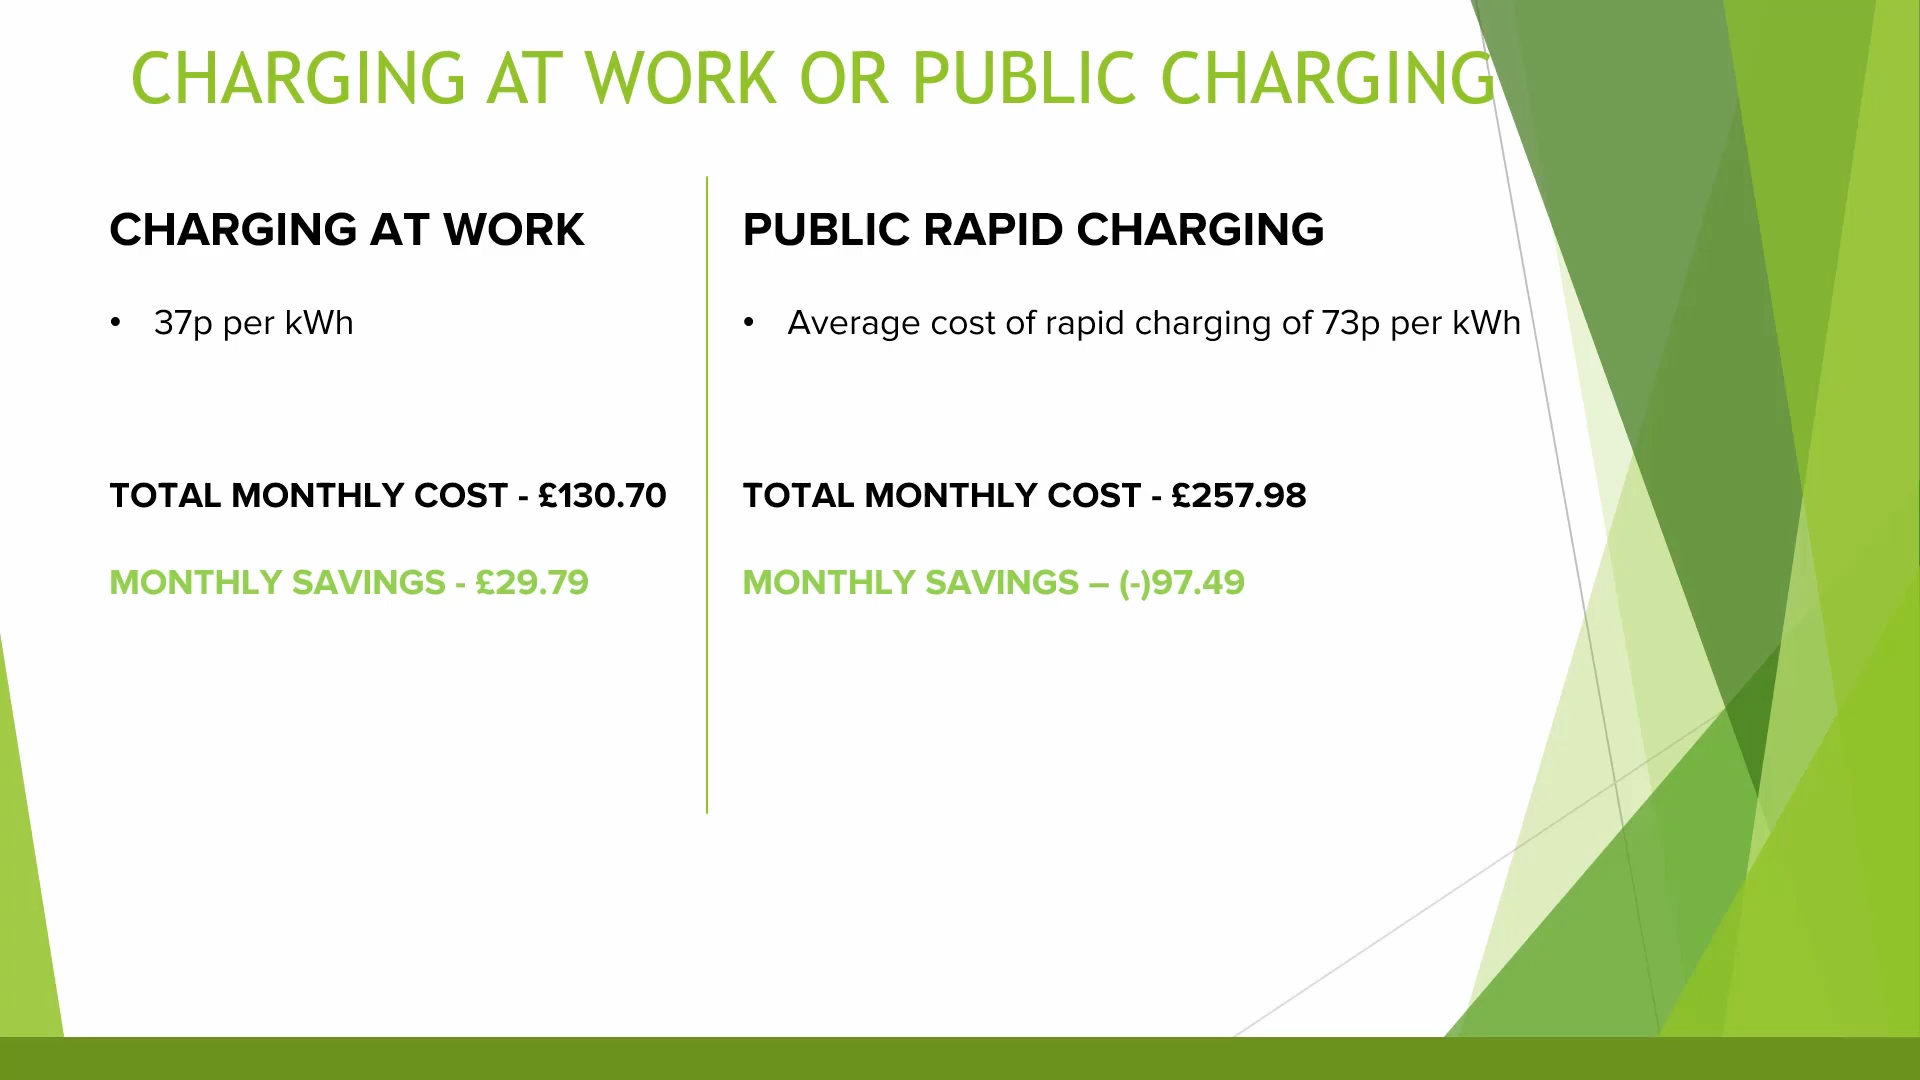 CHARGING AT WORK OR PUBLIC CHARGING
CHARGING AT WORK
• 37p per kWh
TOTAL MONTHLY COST - £130.70
MONTHLY SAVINGS - £29.79
PUBLIC RAPID CHARGING
• Average cost of rapid charging of 73p per kWh
TOTAL MONTHLY COST - £257.98
MONTHLY SAVINGS – (-)97.49